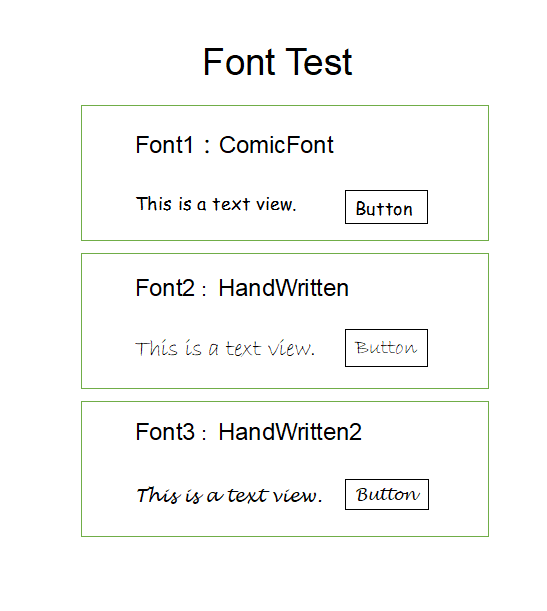 Font Test
Font1：ComicFont
This is a text view. Button
Font2： HandWritten
This is a text view. Button
Font3： HandWritten2
This is a text view. Button